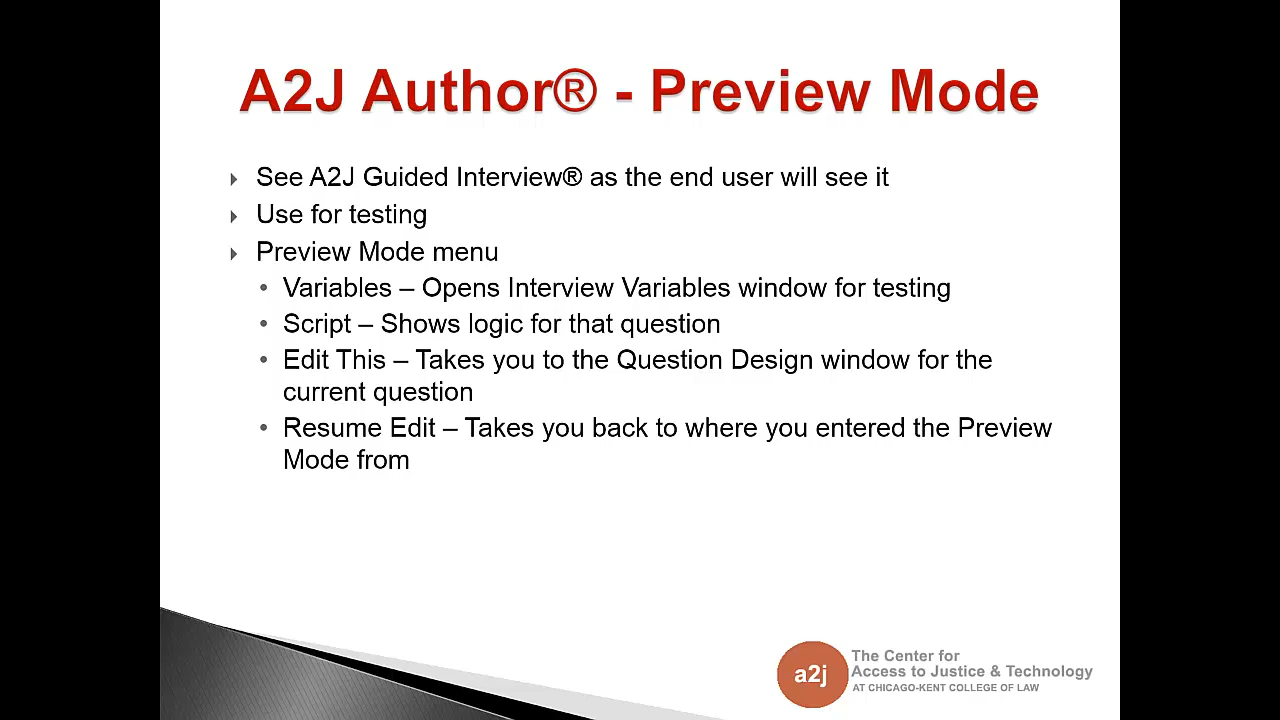 A2J Author® - Preview Mode
See A2J Guided Interview® as the end user will see it
Use for testing
Preview Mode menu
Variables – Opens Interview Variables window for testing
Script – Shows logic for that question
Edit This – Takes you to the Question Design window for the
current question
Resume Edit – Takes you back to where you entered the Preview
Mode from
a2j
The Center for
Access to Justice & Technology
AT CHICAGO-KENT COLLEGE OF LAW